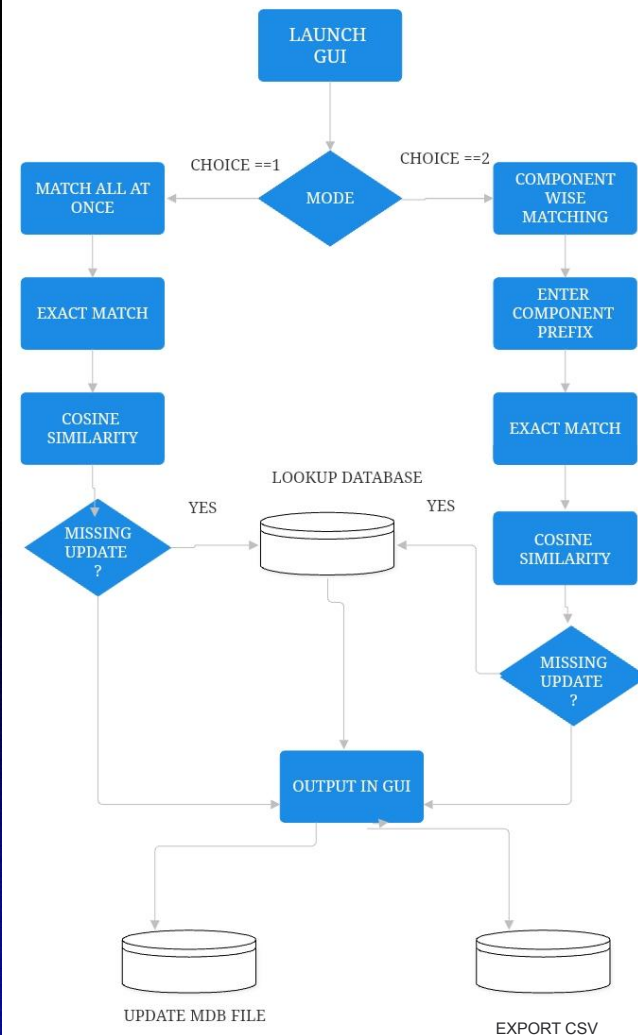 LAUNCH
GUI
CHOICE ==1
CHOICE ==2
MATCH ALL AT
ONCE
MODE
COMPONENT
WISE
MATCHING
EXACT MATCH
ENTER
COMPONENT
PREFIX
COSINE
SIMILARITY
EXACT MATCH
LOOKUP DATABASE
YES
YES
MISSING
UPDATE
?
COSINE
SIMILARITY
MISSING
UPDATE
?
OUTPUT IN GUI
UPDATE MDB FILE
EXPORT CSV